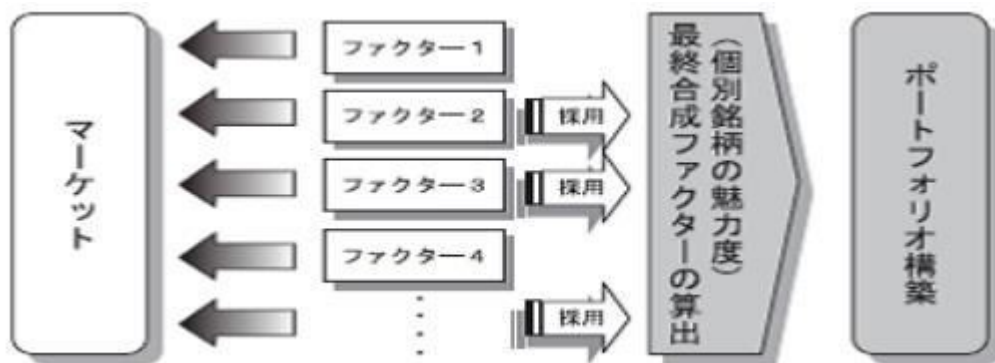 マーケット
ファクター1
ファクター2
採用
ファクター3
採用
ファクター4
・・・・
採用
(個別銘柄の魅力度)
最終合成ファクターの算出
ポートフォリオ構築